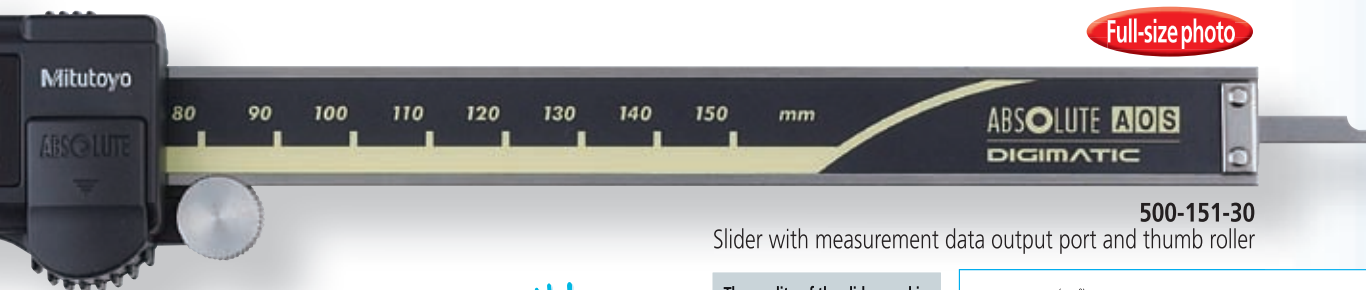 Full-size photo
Mitutoyo
ABSOLUTE
80 90 100 110 120 130 140 150 mm
ABSOLUTE AOS
DIGIMATIC
500-151-30
Slider with measurement data output port and thumb roller